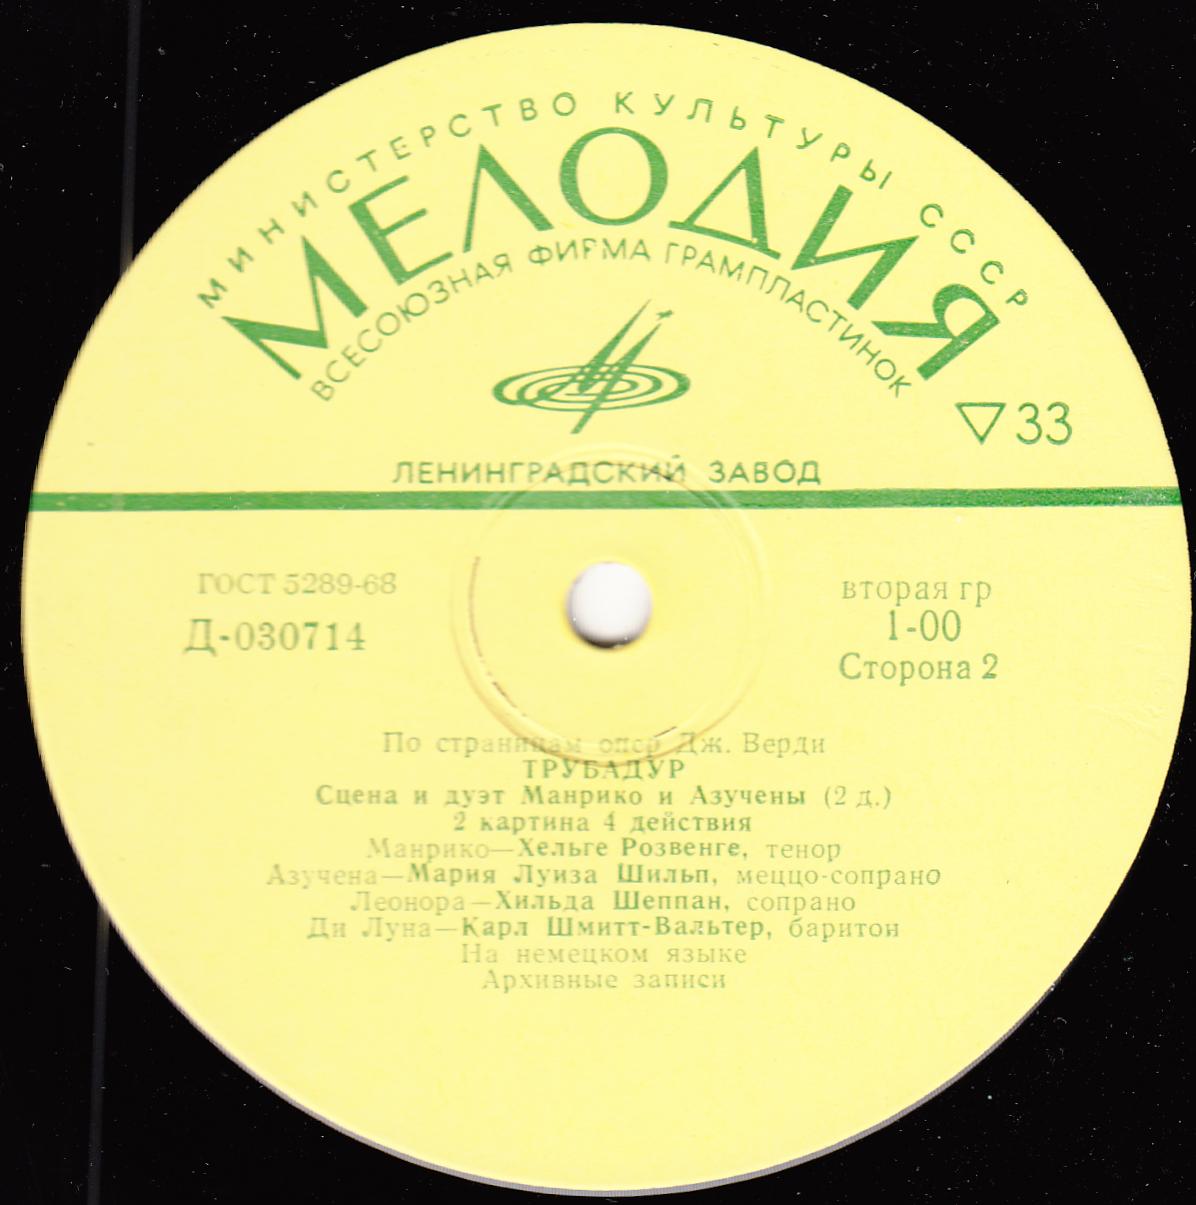 МИНИСТЕРСТВО КУЛЬТУРЫ СССР
МЕЛОДИЯ
ВСЕСОЮЗНАЯ ФИРМА ГРАМПЛАСТИНОК
33
ЛЕНИНГРАДСКИЙ ЗАВОД
ГОСТ 5289-68
Д-030714
вторая гр
1-00
Сторона 2
По страницам опер Дж. Верди
ТРУБАДУР
Сцена и дуэт Манрико и Азучены (2 д.)
2 картина 4 действия
Манрико—Хельге Розвенге, тенор
Азучена—Мария Луиза Шильп, меццо-сопрано
Леонора—Хильда Шеппан, сопрано
Ди Луна—Карл Шмитт-Вальтер, баритон
На немецком языке
Архивные записи